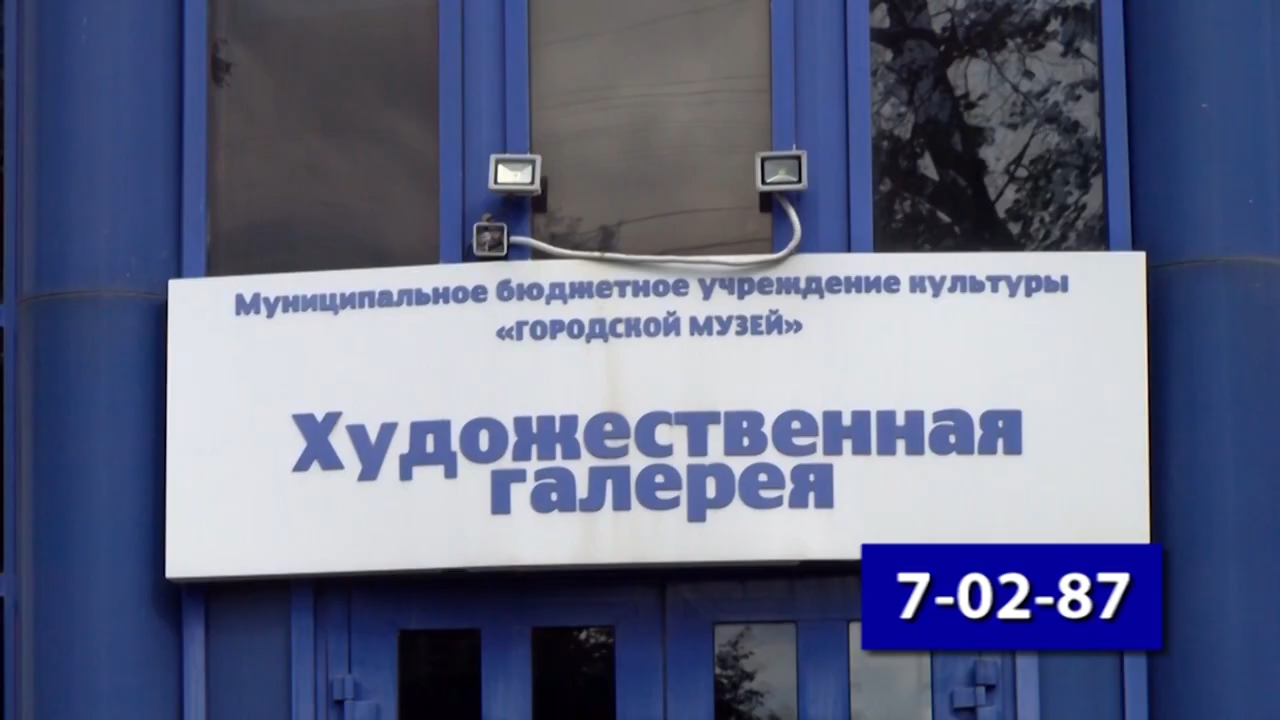 Муниципальное бюджетное учреждение культуры
«ГОРОДСКОЙ МУЗЕЙ»
Художественная
галерея
7-02-87